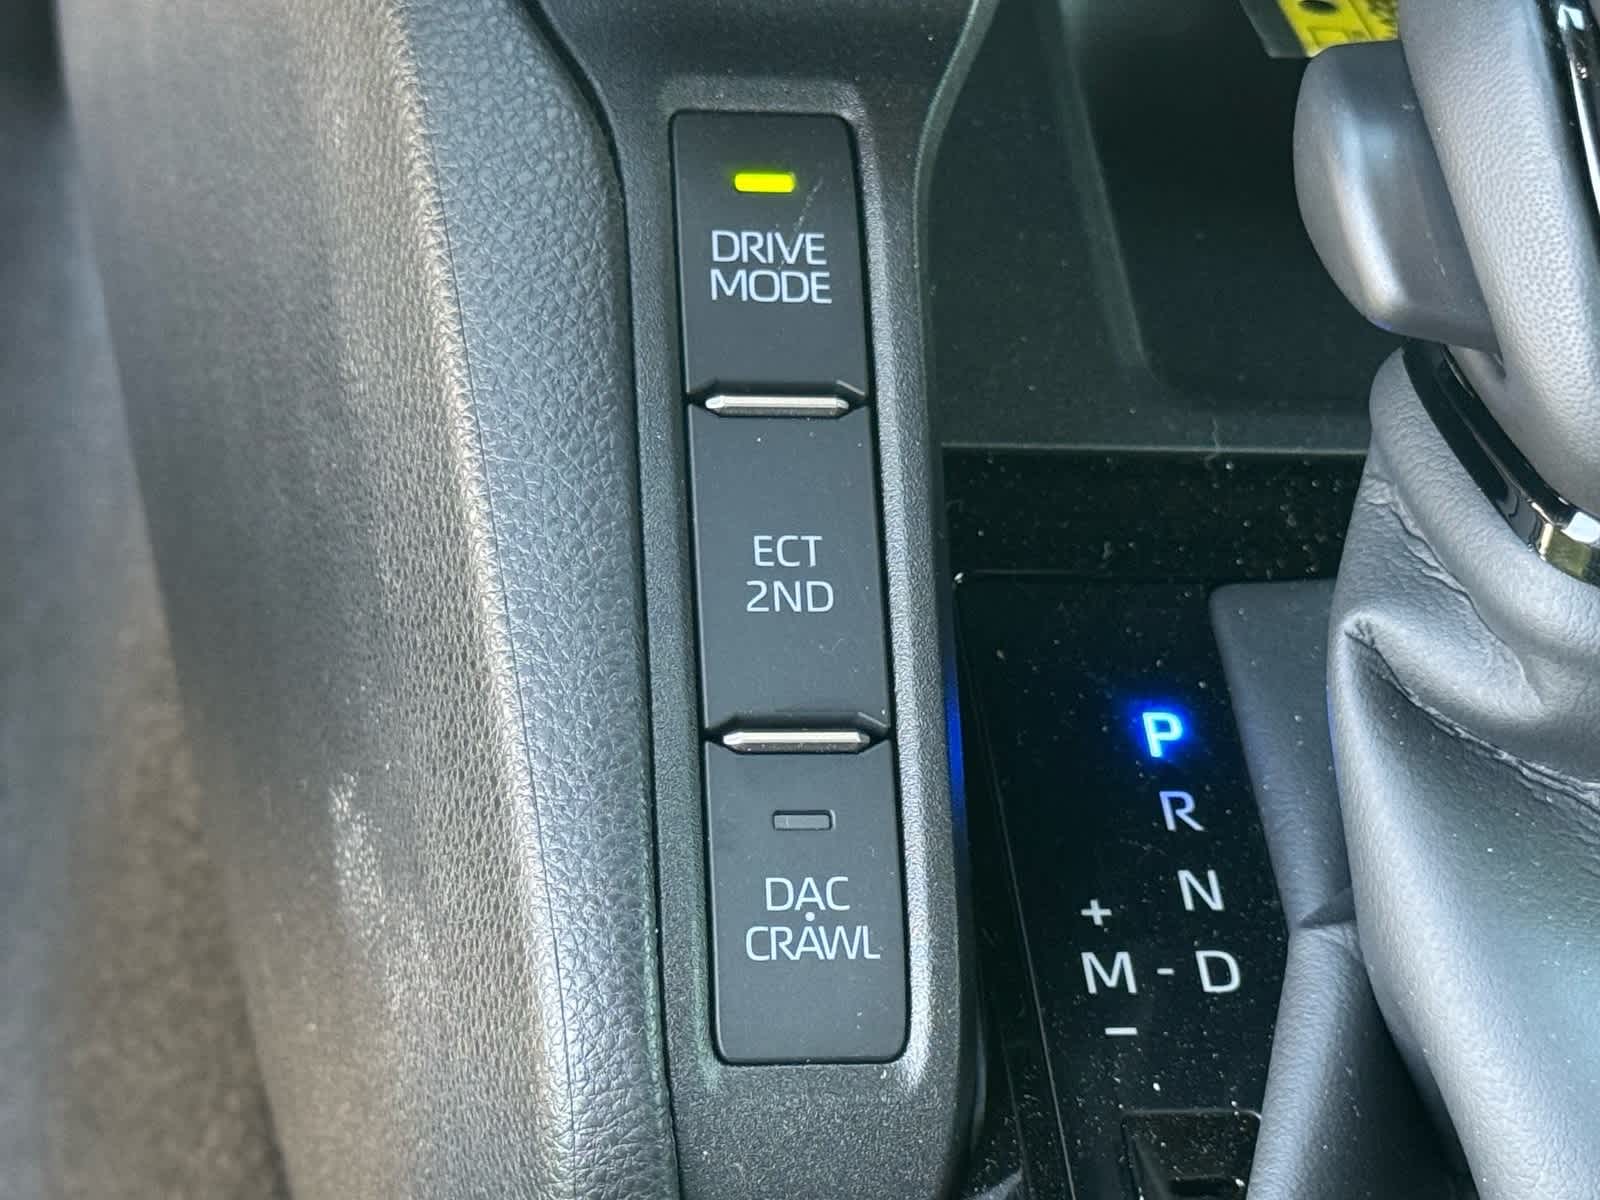 DRIVE
MODE
ECT
2ND
DAC
•
CRAWL
P
R
N
+
M - D
–